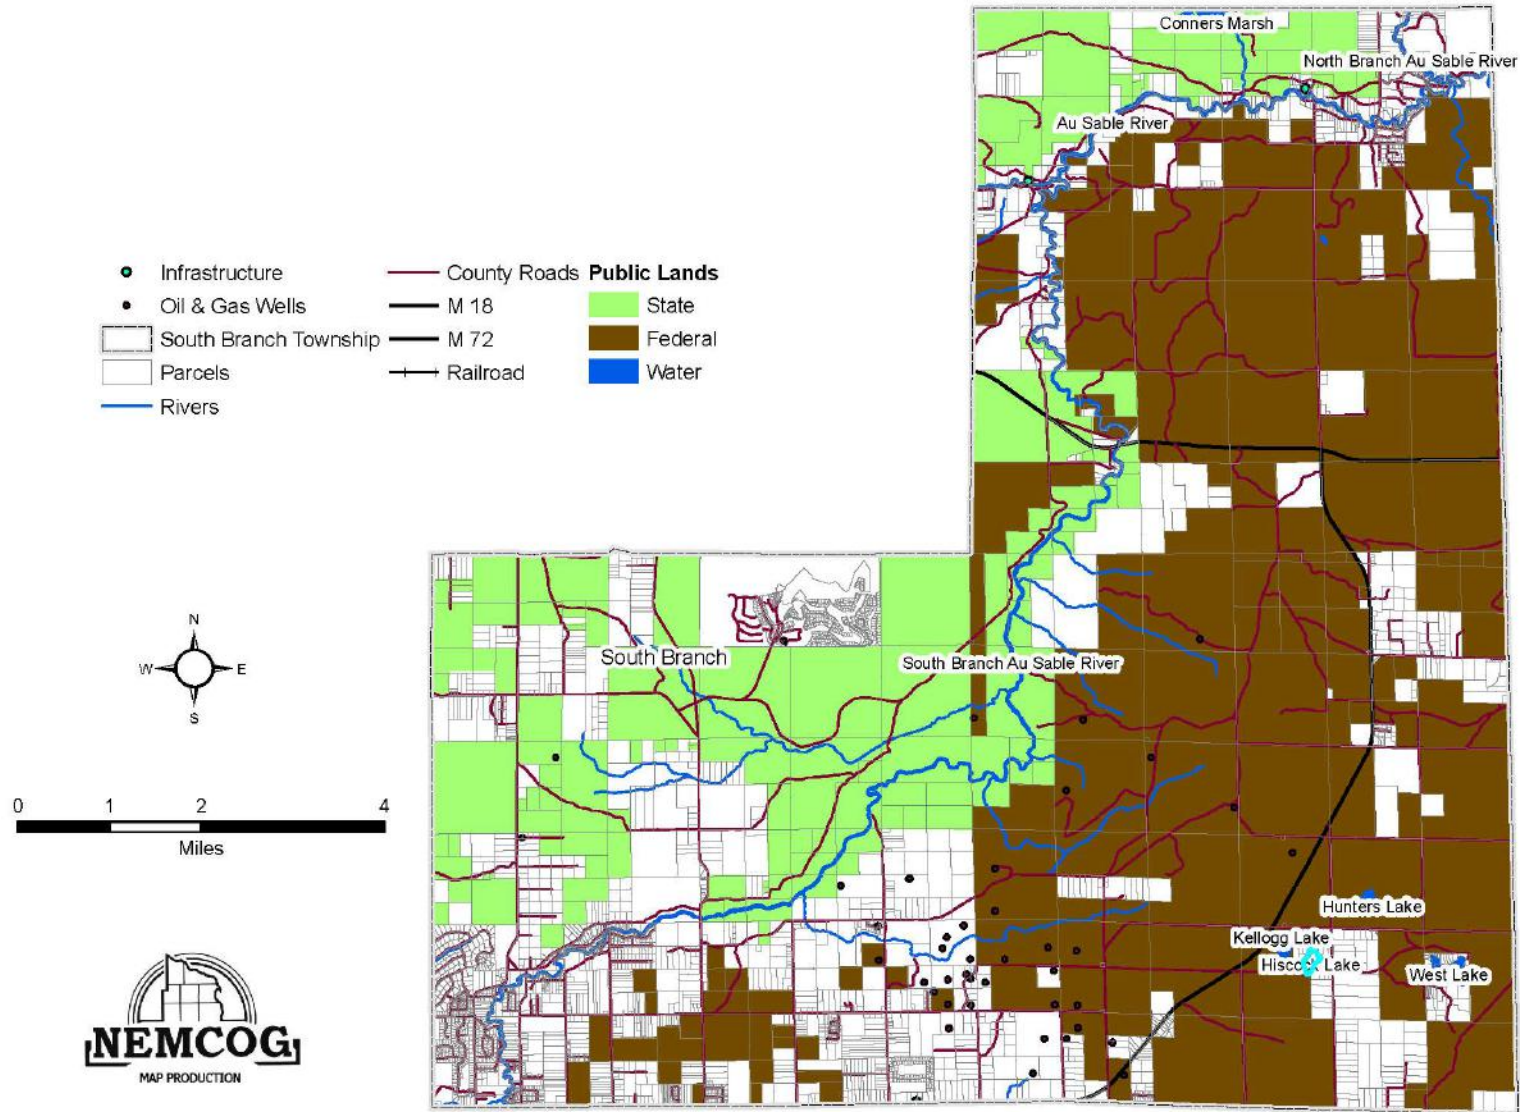 Conners Marsh
North Branch Au Sable River
Au Sable River
Infrastructure
Oil & Gas Wells
South Branch Township
Parcels
Rivers
County Roads
M 18
M 72
Railroad
Public Lands
State
Federal
Water
N
W E
S
South Branch
South Branch Au Sable River
0 1 2 4
Miles
Hunters Lake
Kellogg Lake
Hiscock Lake
West Lake
NEMCOG
MAP PRODUCTION